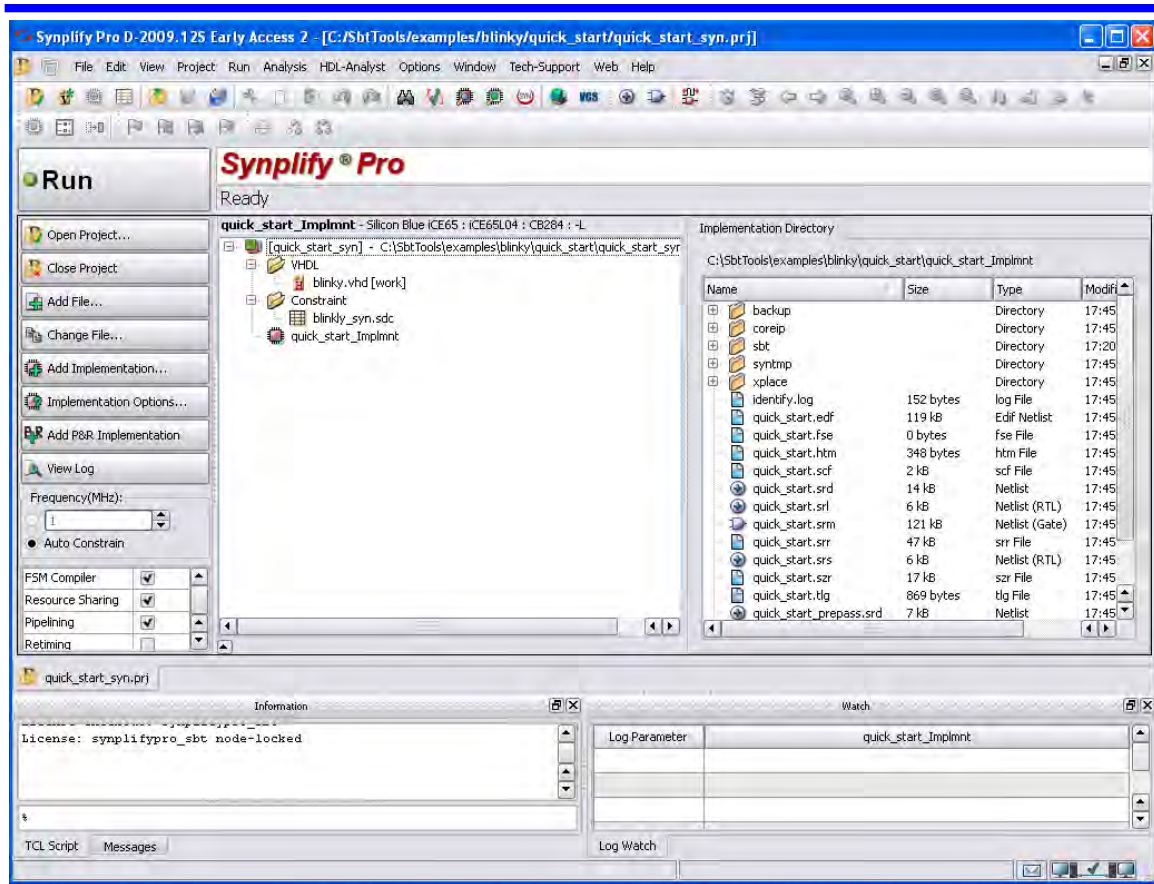 Synplify Pro D-2009.12S Early Access 2 - [C:/SbtTools/examples/blinky/quick_start/quick_start_syn.prj]
File Edit View Project Run Analysis HDL-Analyst Options Window Tech-Support Web Help
VCS
Run
Synplify ® Pro
Ready
Open Project...
Close Project
Add File...
Change File...
Add Implementation...
Implementation Options...
P&R Add P&R Implementation
View Log
Frequency(MHz):
1
Auto Constrain
FSM Compiler
Resource Sharing
Pipelining
Retiming
quick_start_Implmnt - Silicon Blue iCE65 : iCE65L04 : CB284 : -L
[quick_start_syn] - C:\SbtTools\examples\blinky\quick_start\quick_start_syr
VHDL
blinky.vhd [work]
Constraint
blinkly_syn.sdc
quick_start_Implmnt
Implementation Directory
C:\SbtTools\examples\blinky\quick_start\quick_start_Implmnt
Name Size Type Modifi
backup Directory 17:45
coreip Directory 17:45
sbt Directory 17:20
syntmp Directory 17:45
xplace Directory 17:45
identify.log 152 bytes log File 17:45
quick_start.edf 119 kB Edif Netlist 17:45
quick_start.fse 0 bytes fse File 17:45
quick_start.htm 348 bytes htm File 17:45
quick_start.scf 2 kB scf File 17:45
quick_start.srd 14 kB Netlist 17:45
quick_start.srl 6 kB Netlist (RTL) 17:45
quick_start.srm 121 kB Netlist (Gate) 17:45
quick_start.srr 47 kB srr File 17:45
quick_start.srs 6 kB Netlist (RTL) 17:45
quick_start.szr 17 kB szr File 17:45
quick_start.tlg 869 bytes tlg File 17:45
quick_start_prepass.srd 7 kB Netlist 17:45
quick_start_syn.prj
Information
License: synplifypro_sbt node-locked
%
TCL Script Messages
Watch
Log Parameter quick_start_Implmnt
Log Watch